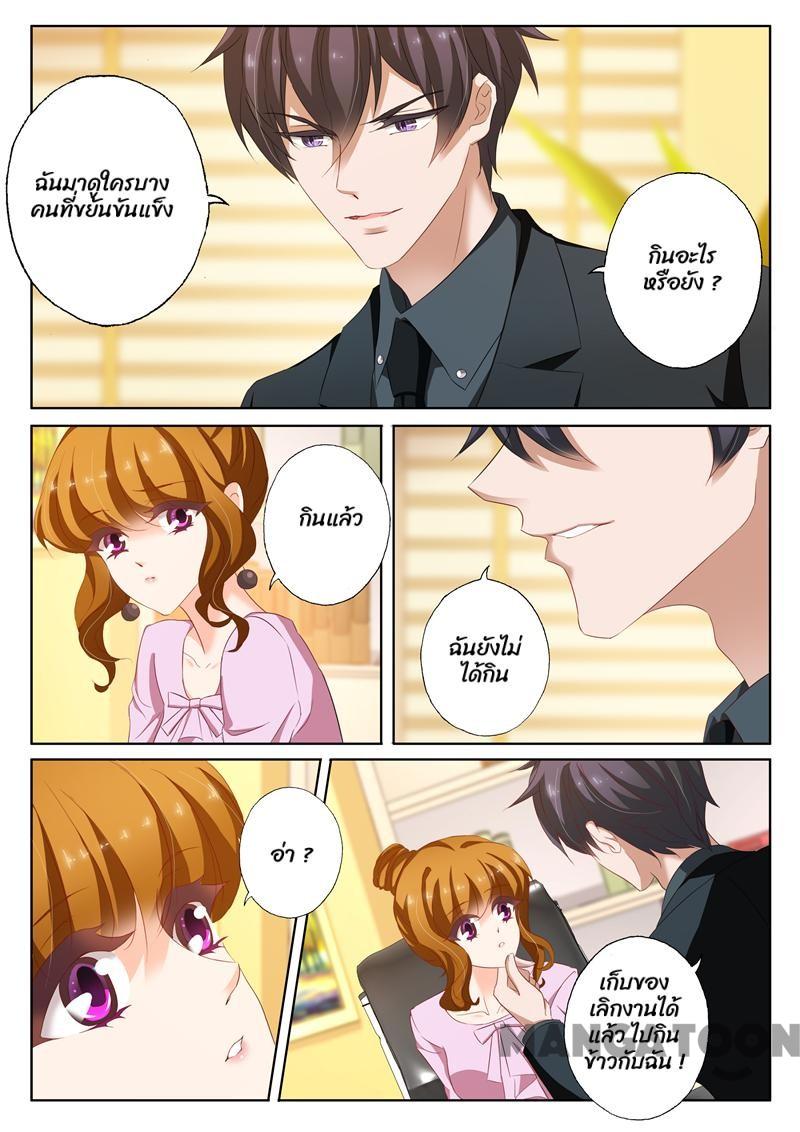 ฉันมาดูใครบาง
คนที่ขยันขันแข็ง
กินอะไร
หรือยัง ?
กินแล้ว
ฉันยังไม่
ได้กิน
อ่า ?
เก็บของ
เลิกงานได้
แล้ว ไปกิน
ข้าวกับฉัน !
MANGATOON